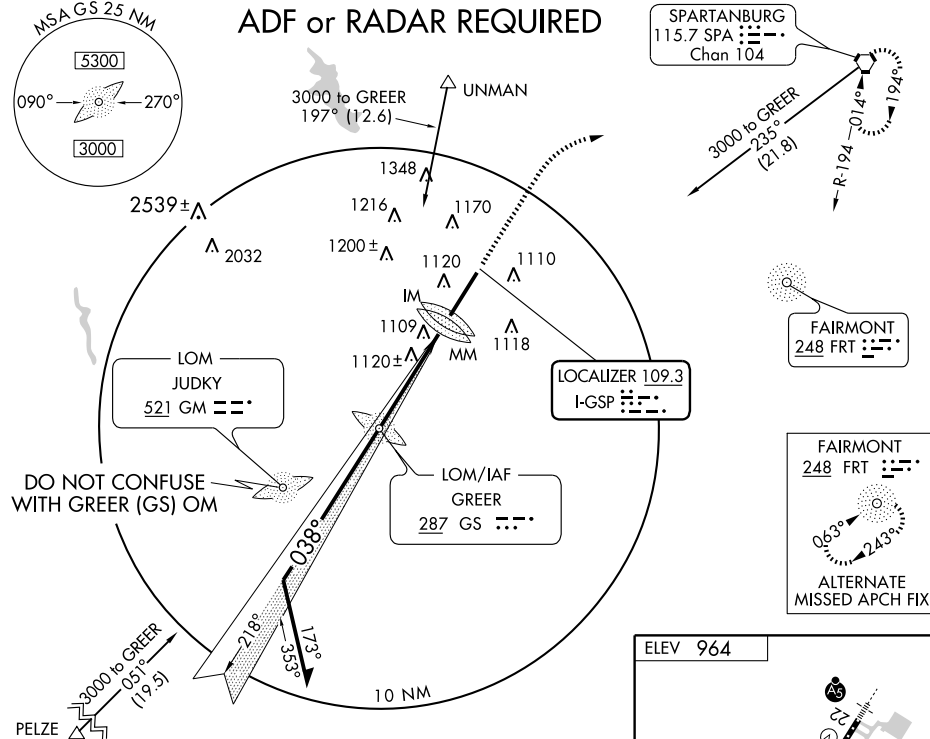 ADF or RADAR REQUIRED
MSA GS 25 NM
5300
090°
270°
3000
SPARTANBURG
115.7 SPA
Chan 104
3000 to GREER
235°
(21.8)
R-194
014°
194°
3000 to GREER
197° (12.6)
UNMAN
1348
2539±
1216
1170
2032
1200±
1120
1110
IM
1109
MM
1118
1120±
LOM
JUDKY
521 GM
LOCALIZER 109.3
I-GSP
FAIRMONT
248 FRT
DO NOT CONFUSE
WITH GREER (GS) OM
LOM/IAF
GREER
287 GS
FAIRMONT
248 FRT
063°
243°
ALTERNATE
MISSED APCH FIX
038°
218°
173°
353°
3000 to GREER
051°
(19.5)
PELZE
10 NM
ELEV 964
A5
22